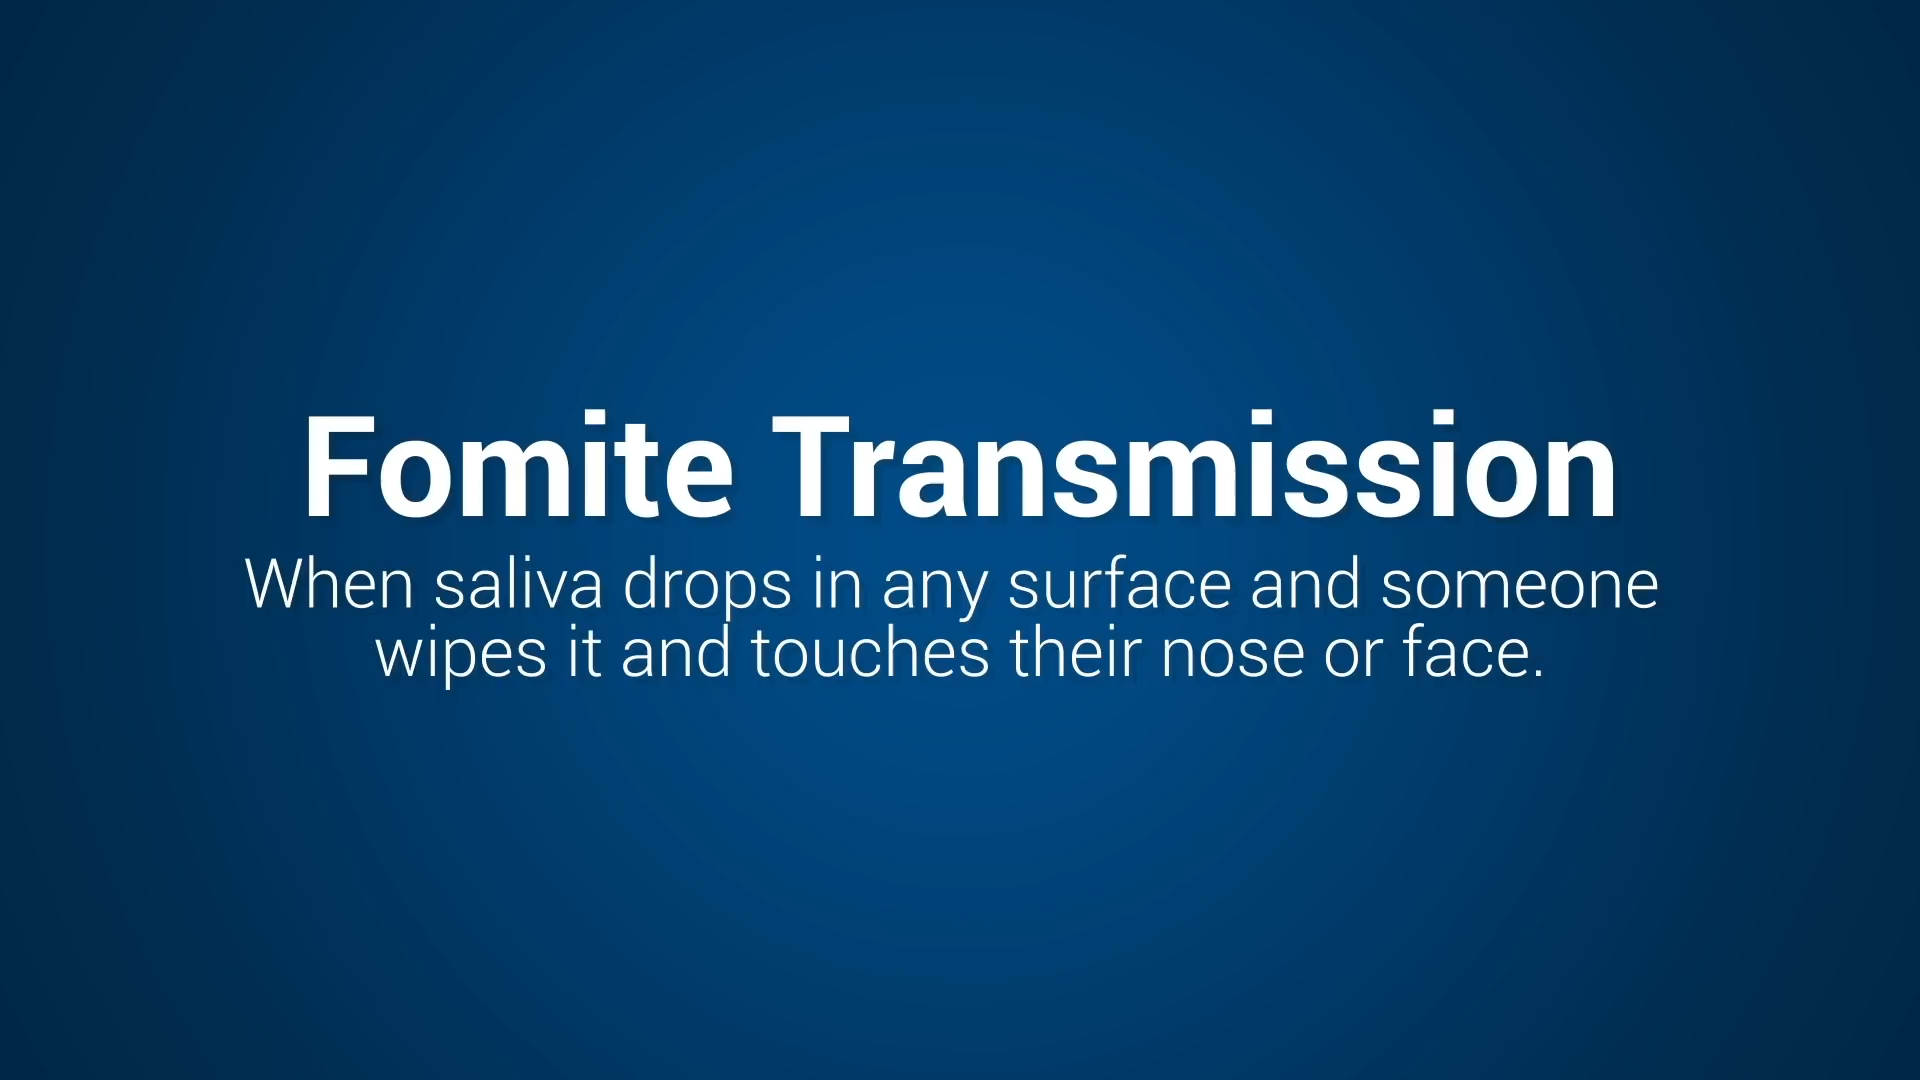 Fomite Transmission
When saliva drops in any surface and someone
wipes it and touches their nose or face.